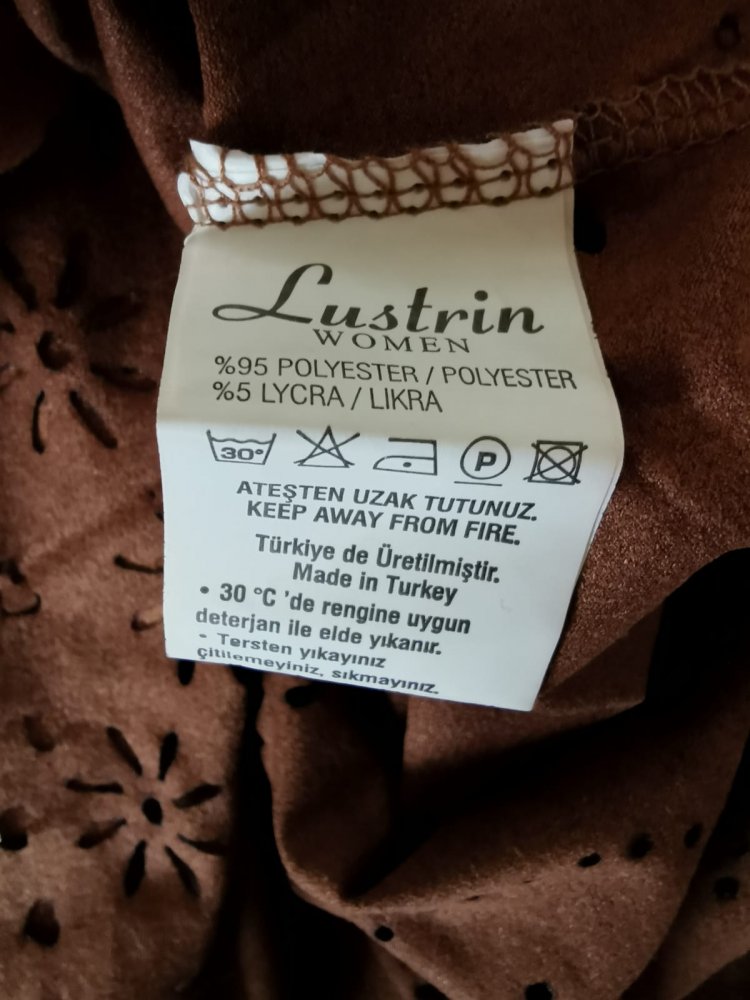 Lustrin
WOMEN
%95 POLYESTER / POLYESTER
%5 LYCRA / LIKRA
30° P
ATEŞTEN UZAK TUTUNUZ.
KEEP AWAY FROM FIRE.
Türkiye de Üretilmiştir.
Made in Turkey
• 30 °C 'de rengine uygun
deterjan ile elde yıkanır.
- Tersten yıkayınız
çitilemeyiniz, sıkmayınız.